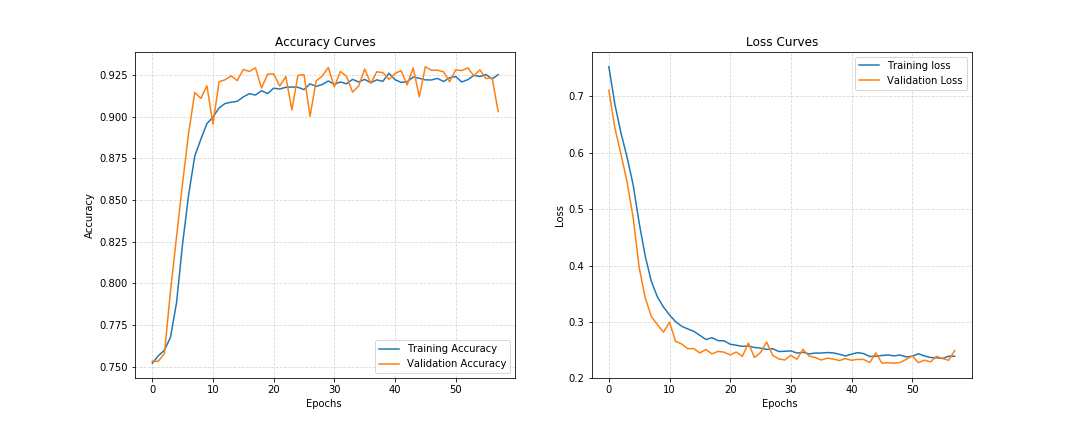 Accuracy Curves
Accuracy
0.925
0.900
0.875
0.850
0.825
0.800
0.775
0.750
Training Accuracy
Validation Accuracy
0 10 20 30 40 50
Epochs
Loss Curves
Loss
Training loss
Validation Loss
0.7
0.6
0.5
0.4
0.3
0.2
0 10 20 30 40 50
Epochs